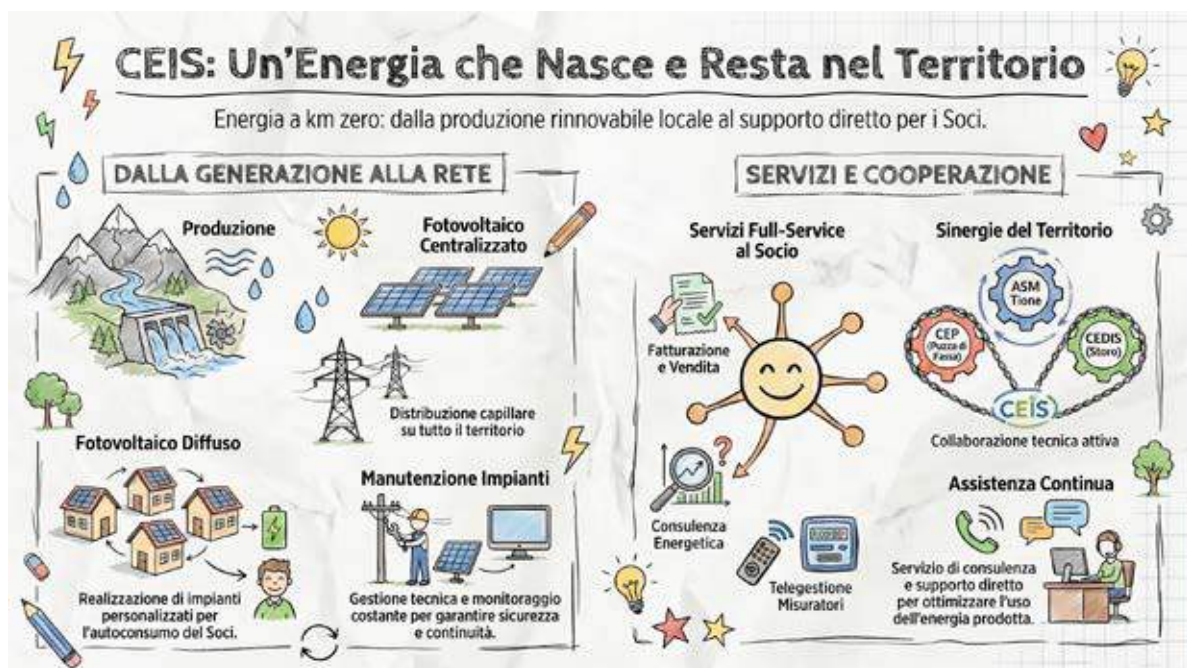 CEIS: Un'Energia che Nasce e Resta nel Territorio
Energia a km zero: dalla produzione rinnovabile locale al supporto diretto per i Soci.
DALLA GENERAZIONE ALLA RETE
Produzione
Fotovoltaico
Centralizzato
Distribuzione capillare
su tutto il territorio
Fotovoltaico Diffuso
Realizzazione di impianti
personalizzati per
l'autoconsumo del Soci.
Manutenzione Impianti
Gestione tecnica e monitoraggio
costante per garantire sicurezza
e continuità.
SERVIZI E COOPERAZIONE
Servizi Full-Service
al Socio
Fatturazione
e Vendita
Consulenza
Energetica
Telegestione
Misuratori
Sinergie del Territorio
ASM
Tione
CEP
(Puzza di
Fassa)
CEDIS
(Storo)
CEIS
Collaborazione tecnica attiva
Assistenza Continua
Servizio di consulenza
e supporto diretto
per ottimizzare l'uso
dell'energia prodotta.